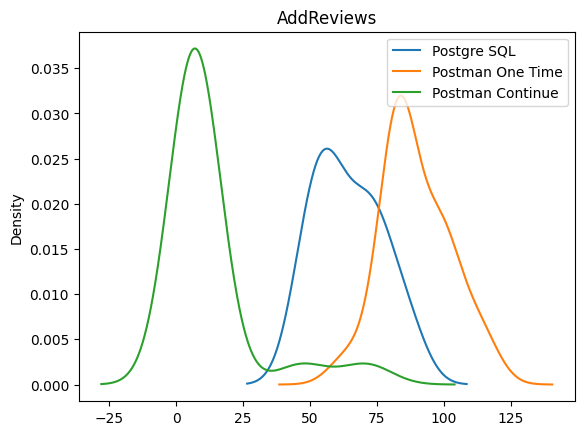 AddReviews
Postgre SQL
Postman One Time
Postman Continue
Density
0.035
0.030
0.025
0.020
0.015
0.010
0.005
0.000
−25 0 25 50 75 100 125